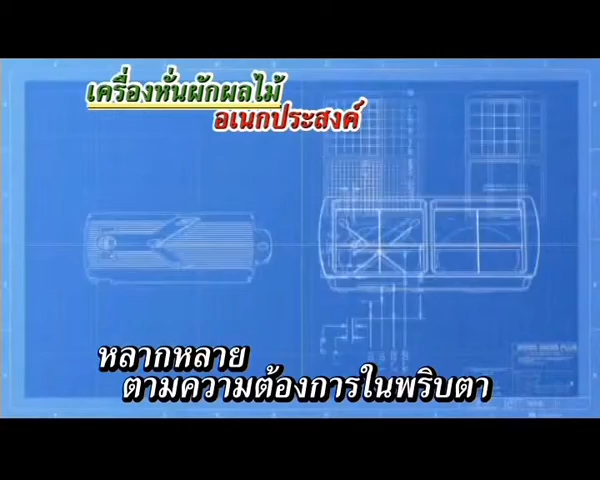 เครื่องหั่นผักผลไม้
อเนกประสงค์
หลากหลาย
ตามความต้องการในพริบตา